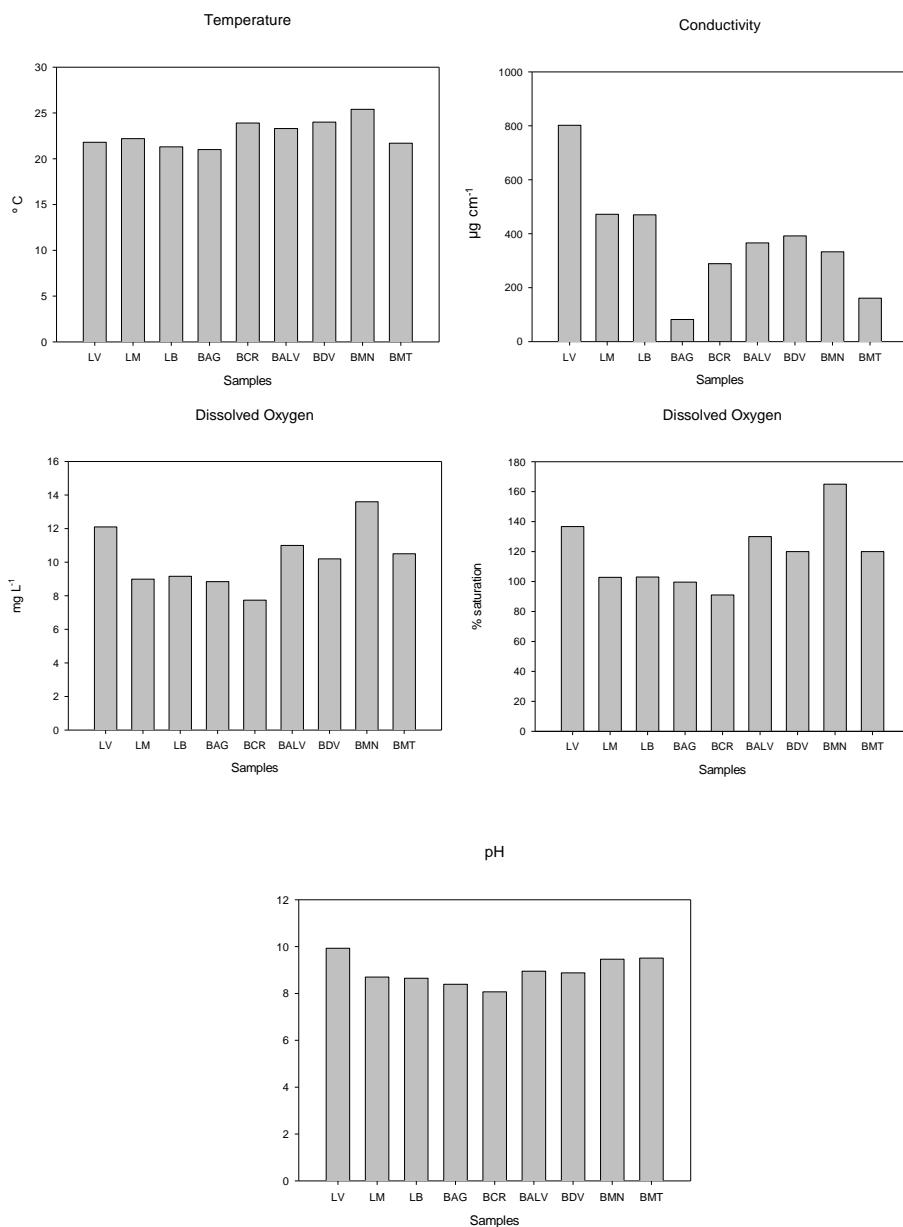 Temperature
30
25
20
15
10
5
0
º C
LV LM LB BAG BCR BALV BDV BMN BMT
Samples
Conductivity
1000
800
600
400
200
0
µg cm-1
LV LM LB BAG BCR BALV BDV BMN BMT
Samples
Dissolved Oxygen
16
14
12
10
8
6
4
2
0
mg L-1
LV LM LB BAG BCR BALV BDV BMN BMT
Samples
Dissolved Oxygen
180
160
140
120
100
80
60
40
20
0
% saturation
LV LM LB BAG BCR BALV BDV BMN BMT
Samples
pH
12
10
8
6
4
2
0
LV LM LB BAG BCR BALV BDV BMN BMT
Samples